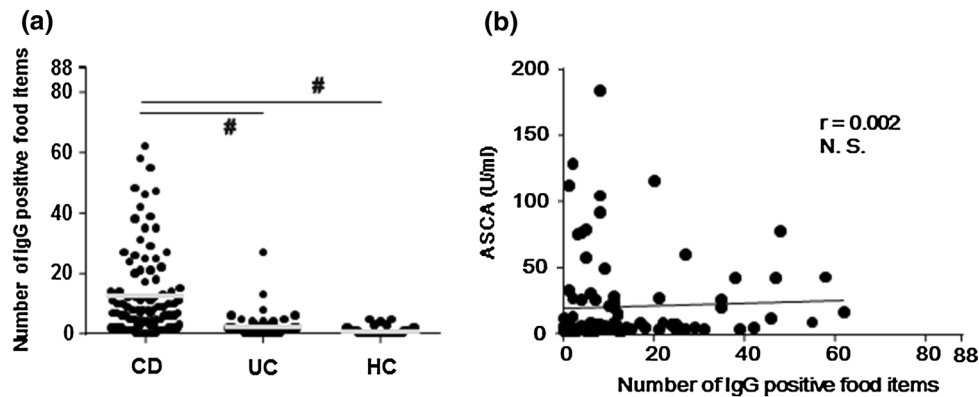 (a)
Number of IgG positive food items
88
80
60
40
20
0
#
#
CD UC HC
(b)
ASCA (U/ml)
200
150
100
50
0
r = 0.002
N. S.
0 20 40 60 80 88
Number of IgG positive food items